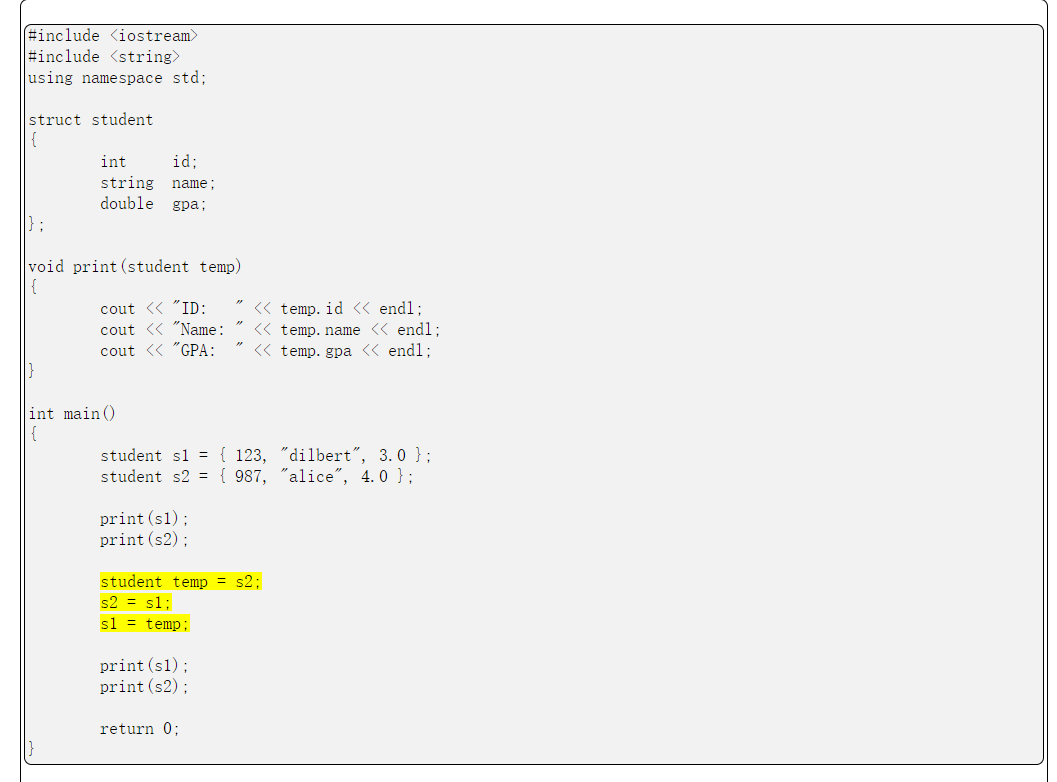 #include <iostream>
#include <string>
using namespace std;
struct student
{
int     id;
string  name;
double  gpa;
};
void print(student temp)
{
cout << "ID:   " << temp.id << endl;
cout << "Name: " << temp.name << endl;
cout << "GPA:  " << temp.gpa << endl;
}
int main()
{
student s1 = { 123, "dilbert", 3.0 };
student s2 = { 987, "alice", 4.0 };
print(s1);
print(s2);
student temp = s2;
s2 = s1;
s1 = temp;
print(s1);
print(s2);
return 0;
}